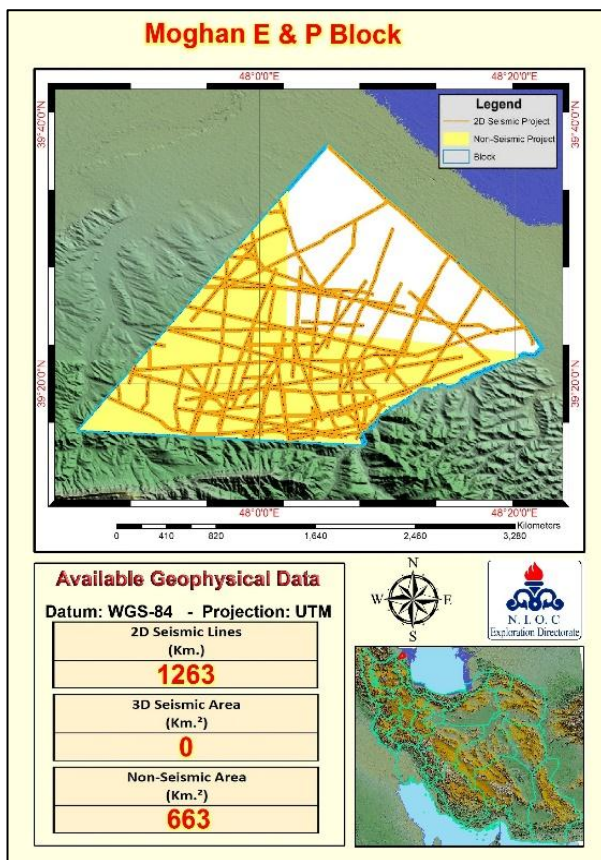 Moghan E & P Block
48°0'0"E
48°20'0"E
39°40'0"N
39°40'0"N
Legend
2D Seismic Project
Non-Seismic Project
Block
39°20'0"N
39°20'0"N
48°0'0"E
48°20'0"E
Kilometers
0 410 820 1,640 2,460 3,280
Available Geophysical Data
Datum: WGS-84 - Projection: UTM
2D Seismic Lines
(Km.)
1263
3D Seismic Area
(Km.²)
0
Non-Seismic Area
(Km.²)
663
N
W E
S
N. I. O. C
Exploration Directorate